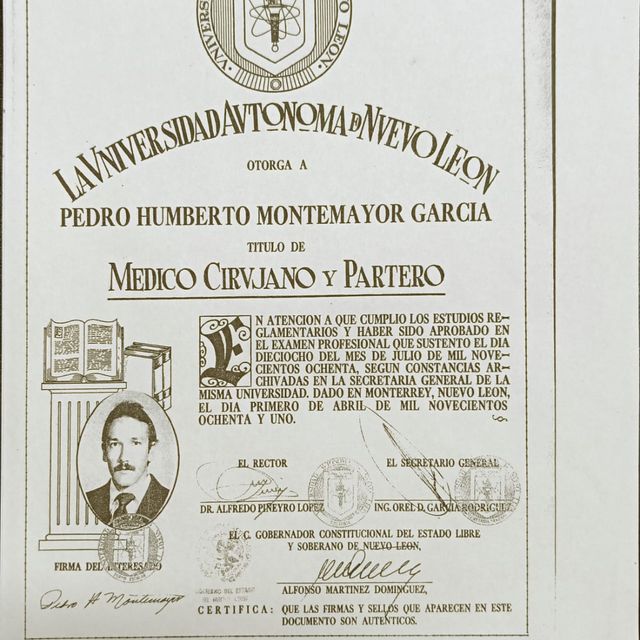 LA VNIVERSIDAD AVTONOMA D NVEVO LEON
OTORGA A
PEDRO HUMBERTO MONTEMAYOR GARCIA
TITULO DE
MEDICO CIRVJANO Y PARTERO
EN ATENCION A QUE CUMPLIO LOS ESTUDIOS RE-
GLAMENTARIOS Y HABER SIDO APROBADO EN
EL EXAMEN PROFESIONAL QUE SUSTENTO EL DIA
DIECIOCHO DEL MES DE JULIO DE MIL NOVE-
CIENTOS OCHENTA, SEGUN CONSTANCIAS AR-
CHIVADAS EN LA SECRETARIA GENERAL DE LA
MISMA UNIVERSIDAD. DADO EN MONTERREY, NUEVO LEON,
EL DIA PRIMERO DE ABRIL DE MIL NOVECIENTOS
OCHENTA Y UNO.
EL RECTOR
EL SECRETARIO GENERAL
DR. ALFREDO PIÑEYRO LOPEZ
ING. OREL D. GARCIA RODRIGUEZ
EL C. GOBERNADOR CONSTITUCIONAL DEL ESTADO LIBRE
Y SOBERANO DE NUEVO LEON,
FIRMA DEL INTERESADO
Pedro H Montemayor
ALFONSO MARTINEZ DOMINGUEZ,
CERTIFICA: QUE LAS FIRMAS Y SELLOS QUE APARECEN EN ESTE
DOCUMENTO SON AUTENTICOS.